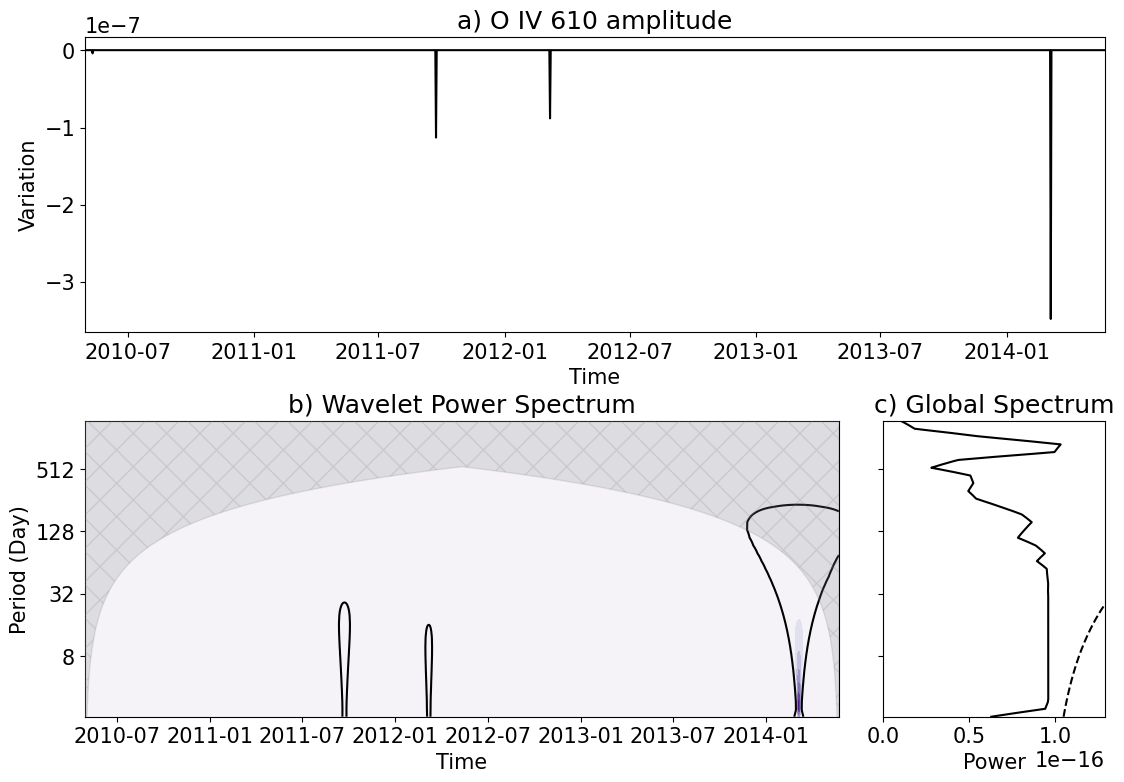 a) O IV 610 amplitude
1e−7
0
−1
−2
−3
Variation
2010-07 2011-01 2011-07 2012-01 2012-07 2013-01 2013-07 2014-01
Time
b) Wavelet Power Spectrum
512
128
32
8
Period (Day)
2010-07 2011-01 2011-07 2012-01 2012-07 2013-01 2013-07 2014-01
Time
c) Global Spectrum
0.0 0.5 1.0
Power 1e−16